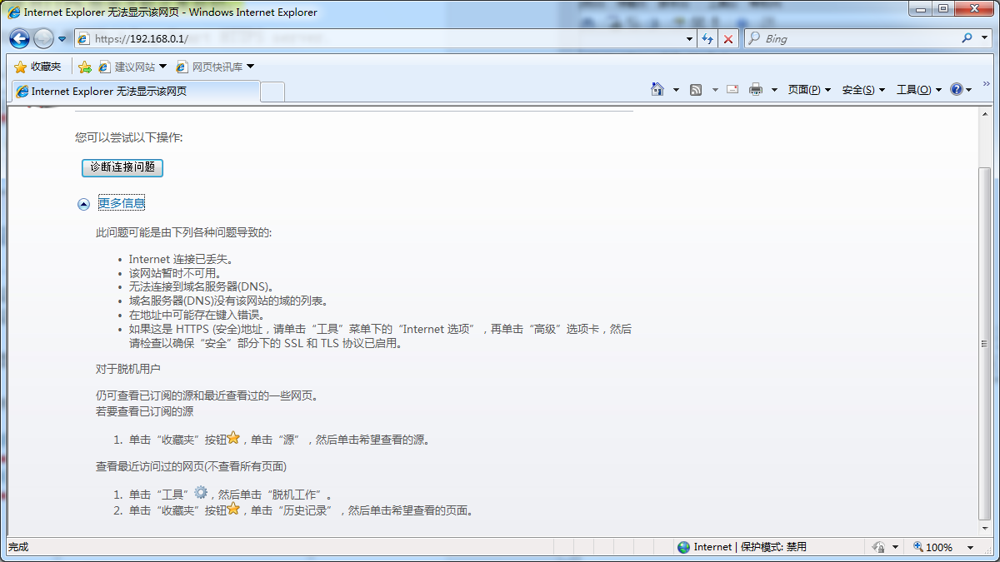 Internet Explorer 无法显示该网页 - Windows Internet Explorer
https://192.168.0.1/
Bing
收藏夹
建议网站
网页快讯库
Internet Explorer 无法显示该网页
页面(P)
安全(S)
工具(O)
»
您可以尝试以下操作:
诊断连接问题
更多信息
此问题可能是由下列各种问题导致的:
• Internet 连接已丢失。
• 该网站暂时不可用。
• 无法连接到域名服务器(DNS)。
• 域名服务器(DNS)没有该网站的域的列表。
• 在地址中可能存在键入错误。
• 如果这是 HTTPS (安全)地址，请单击“工具”菜单下的“Internet 选项”，再单击“高级”选项卡，然后
请检查以确保“安全”部分下的 SSL 和 TLS 协议已启用。
对于脱机用户
仍可查看已订阅的源和最近查看过的一些网页。
若要查看已订阅的源
1. 单击“收藏夹”按钮，单击“源”，然后单击希望查看的源。
查看最近访问过的网页(不查看所有页面)
1. 单击“工具”，然后单击“脱机工作”。
2. 单击“收藏夹”按钮，单击“历史记录”，然后单击希望查看的页面。
完成
Internet | 保护模式: 禁用
100%